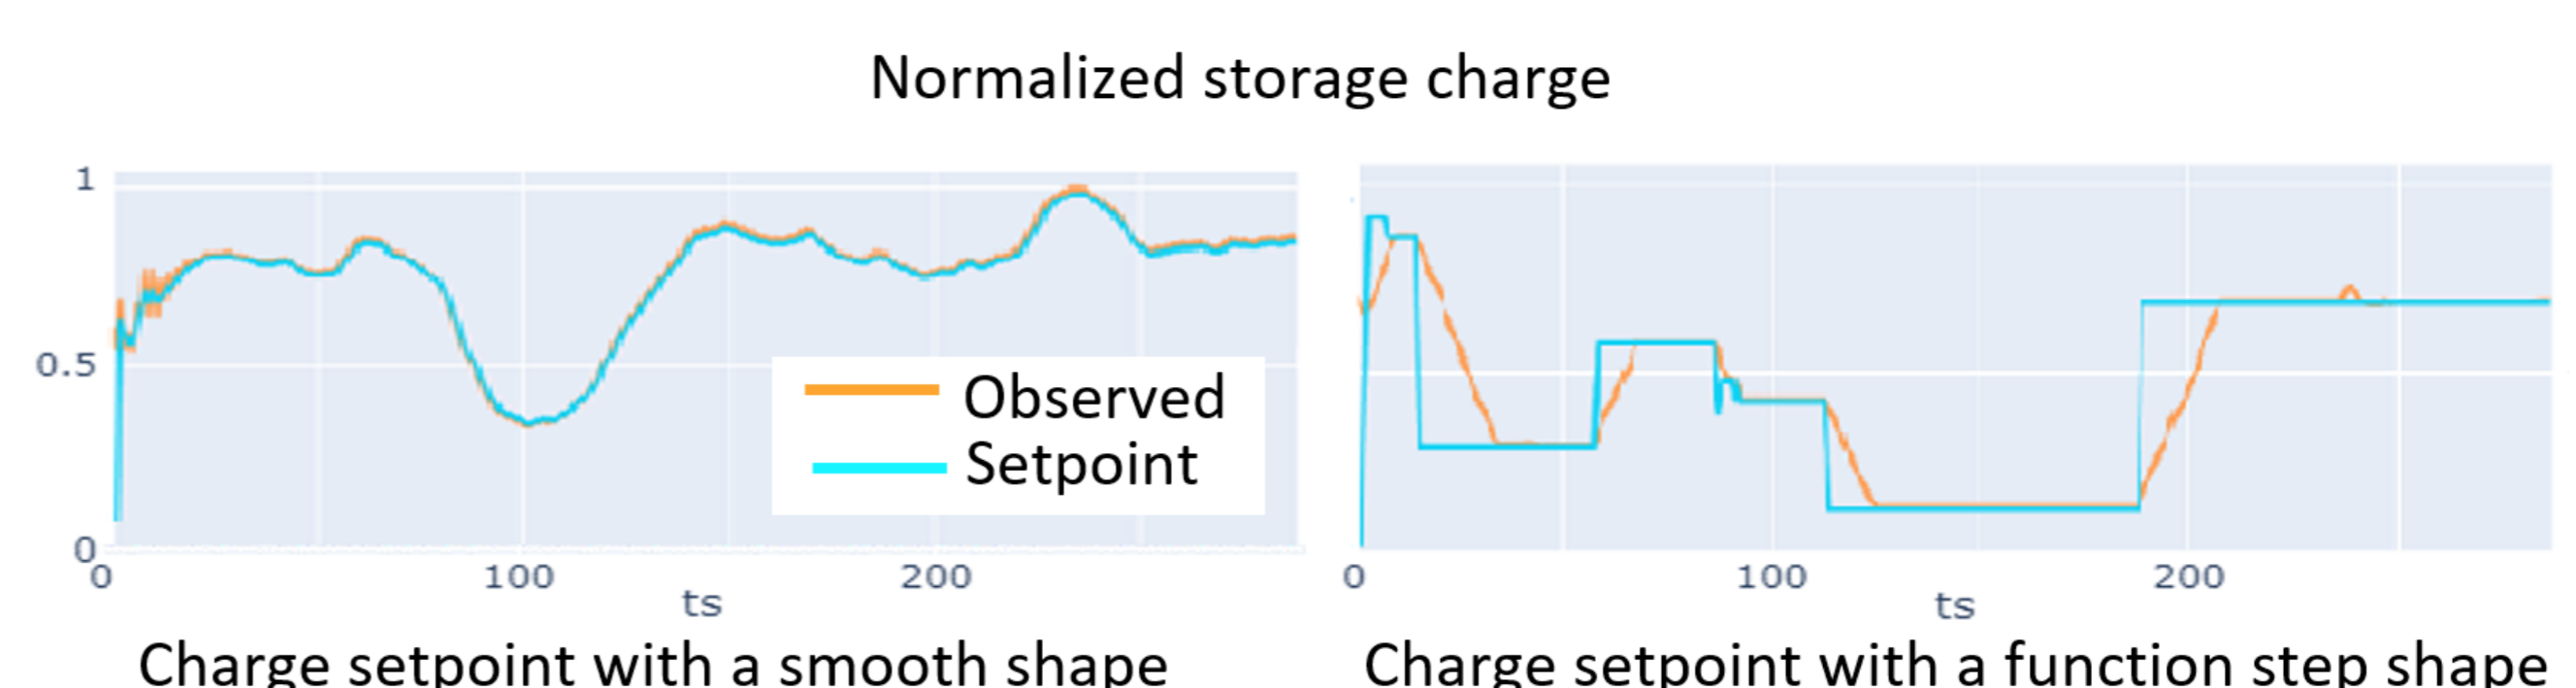 Normalized storage charge
1
0.5
0
Observed
Setpoint
0 100 200
ts
0 100 200
ts
Charge setpoint with a smooth shape
Charge setpoint with a function step shape